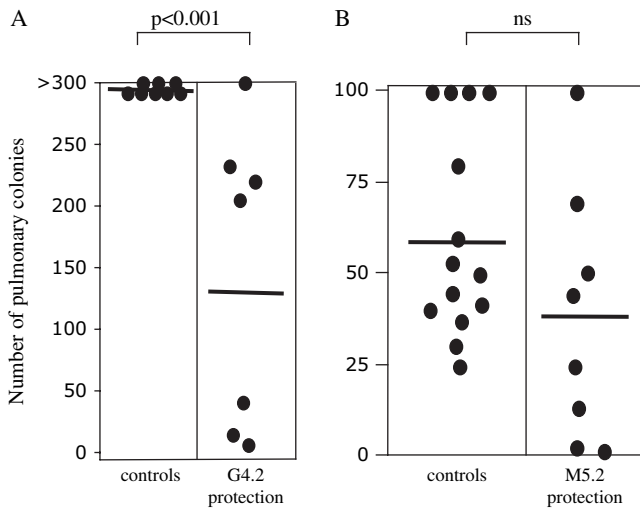 A
p<0.001
>300
250
200
150
100
50
0
Number of pulmonary colonies
controls
G4.2
protection
B
ns
100
75
50
25
0
controls
M5.2
protection